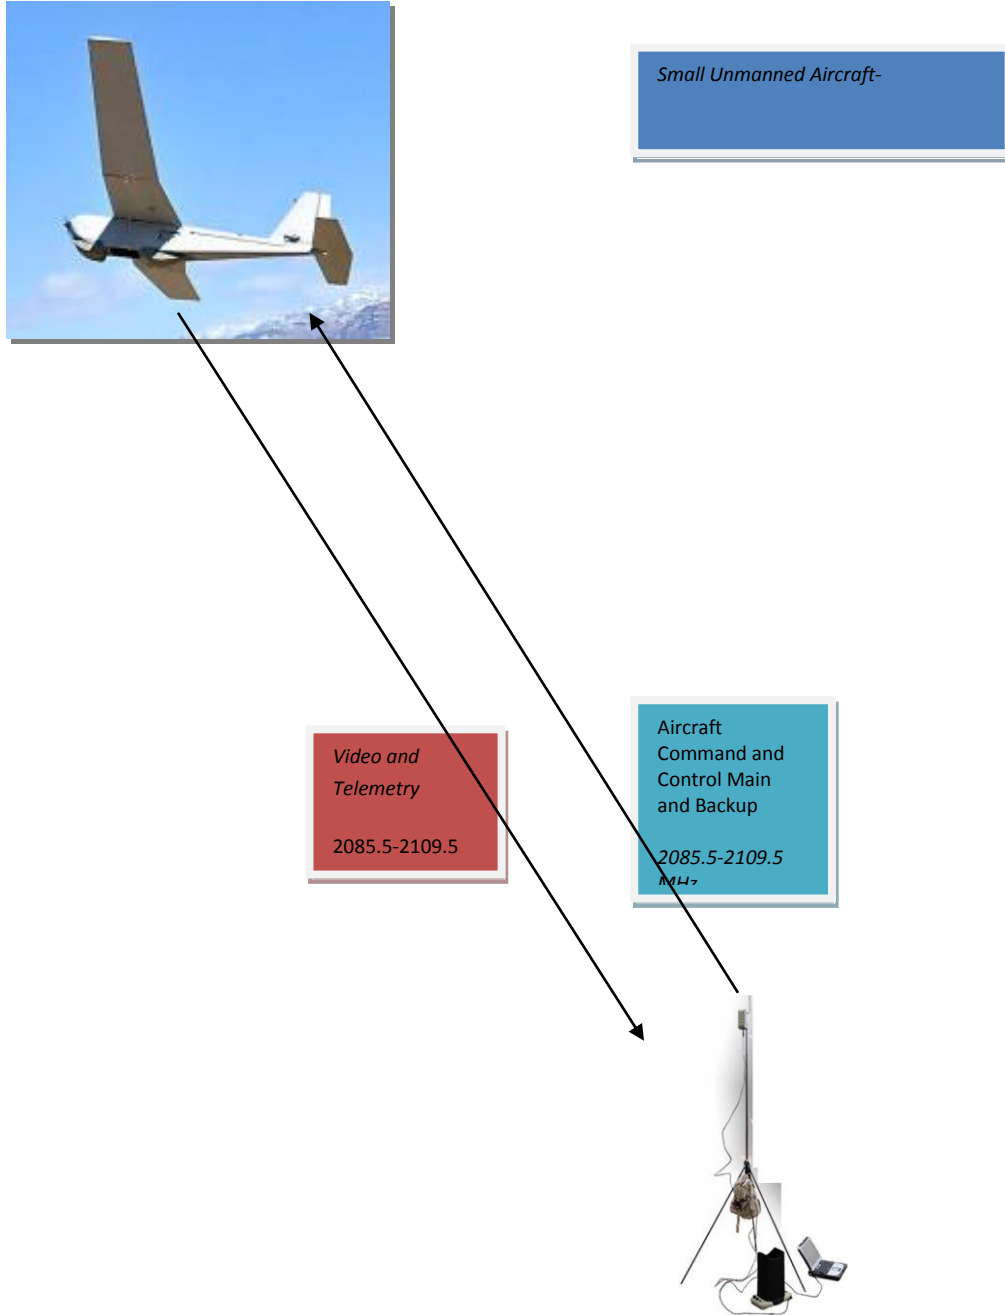 Small Unmanned Aircraft-
Video and
Telemetry
2085.5-2109.5
Aircraft
Command and
Control Main
and Backup
2085.5-2109.5
MHz